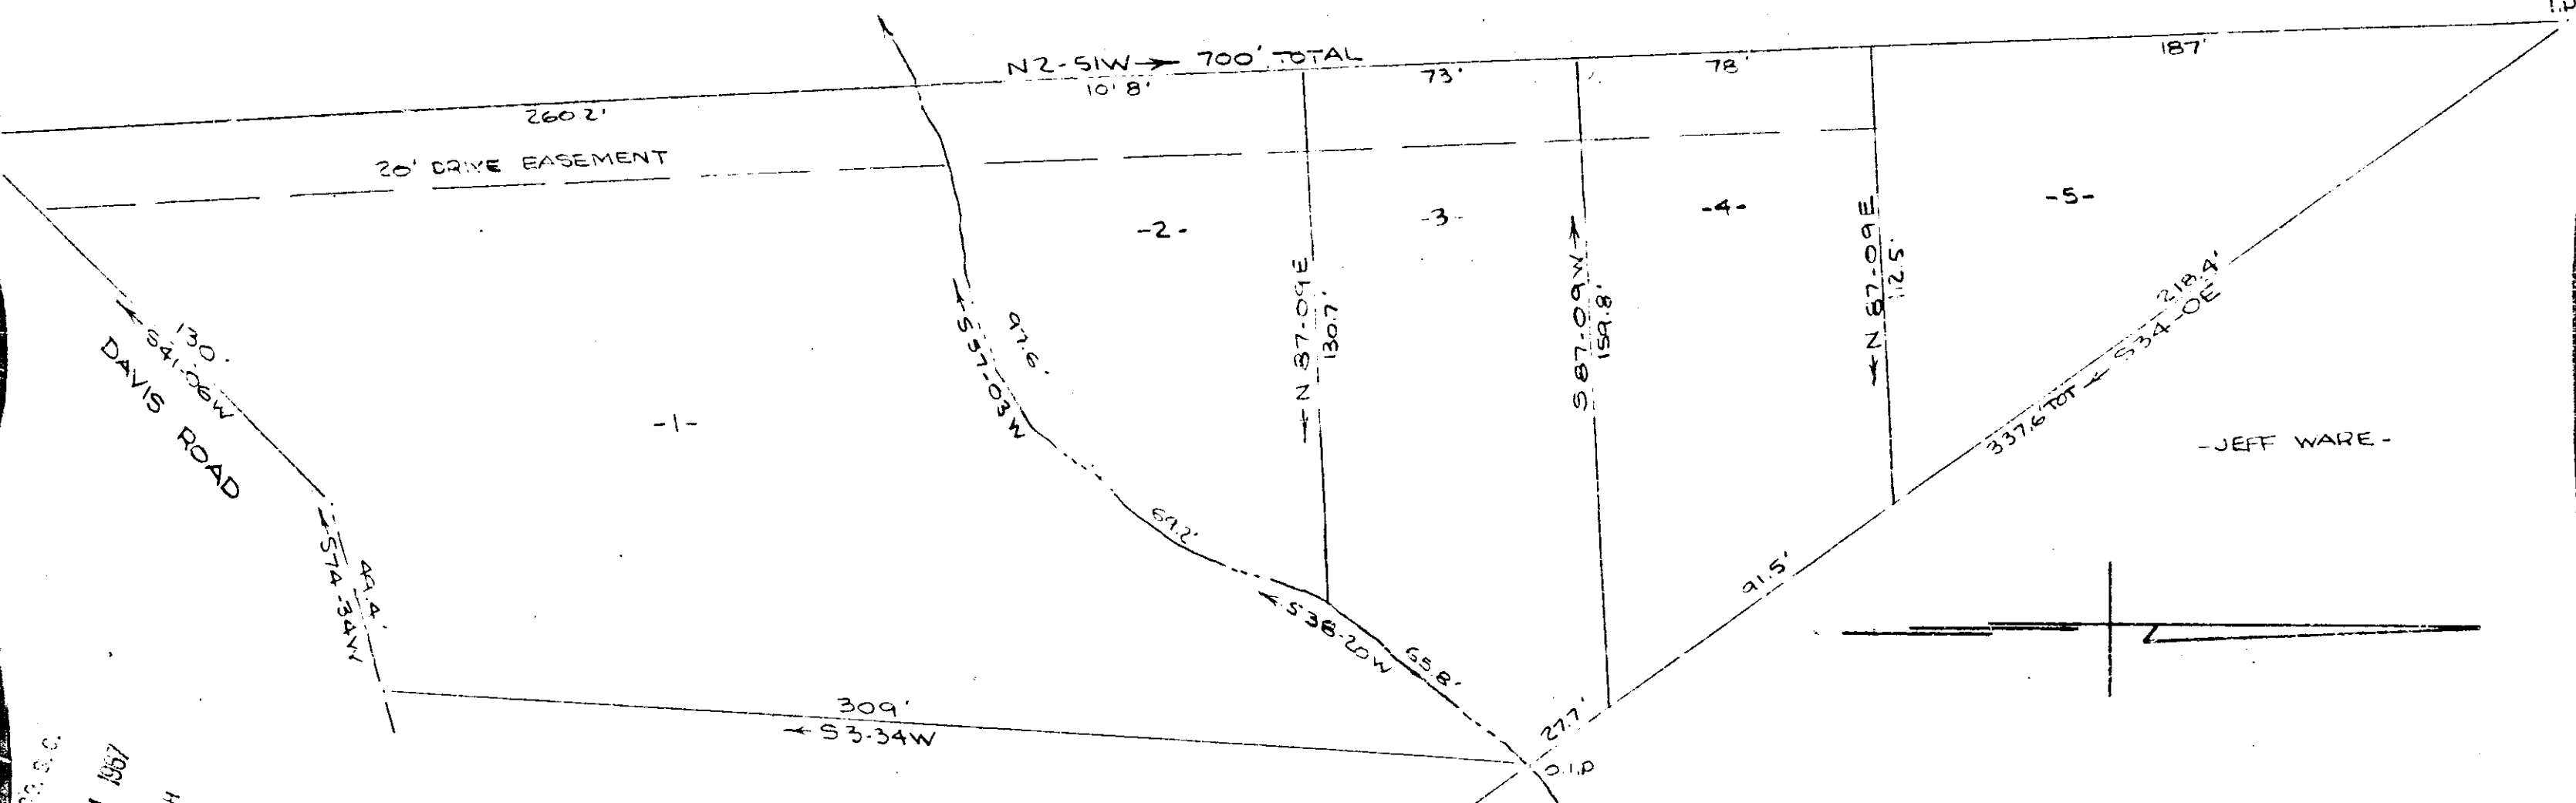 I.P.
N2-51W → 700' TOTAL
260.2'
101.8'
73'
78'
187'
20' DRIVE EASEMENT
-1-
-2-
-3-
-4-
-5-
N 87-09E
130.7'
S 87-09W
159.8'
N 87-09E
112.5'
218.4'
337.6' TOT ← S34-0E
-JEFF WARE-
97.6'
S37-03W
130'
S41-06W
DAVIS ROAD
49.4'
S74-34W
69.2'
S38-20W
65.8'
91.5'
27.7'
O.I.P
309'
← S3-34W
S.C.
1967